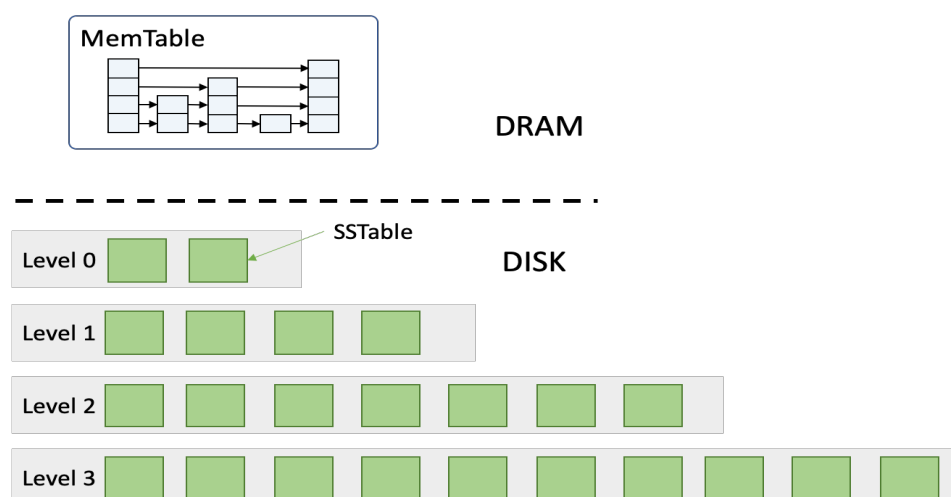 MemTable
DRAM
SSTable
Level 0
DISK
Level 1
Level 2
Level 3